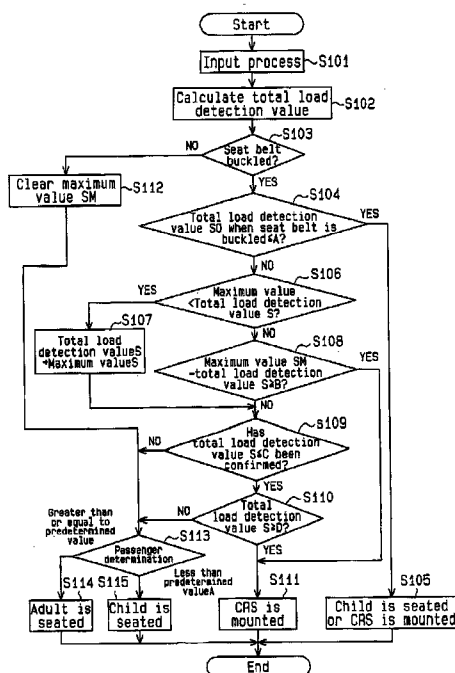 Start
Input process
S101
Calculate total load
detection value
S102
S103
Seat belt
buckled?
NO
YES
Clear maximum
value SM
S112
S104
Total load detection
value S0 when seat belt is
buckled≤A?
YES
NO
S106
Maximum value
<Total load detection
value S?
YES
NO
S107
Total load
detection valueS
→Maximum valueS
S108
Maximum value SM
-total load detection
value S≥B?
YES
NO
S109
Has
total load detection
value S≤C been
confirmed?
NO
YES
S110
Total
load detection
value S≥D?
NO
YES
Greater than
or equal to
predetermined
value
S113
Passenger
determination
Less than
predetermined
valueA
S114
Adult is
seated
S115
Child is
seated
S111
CRS is
mounted
S105
Child is seated
or CRS is mounted
End